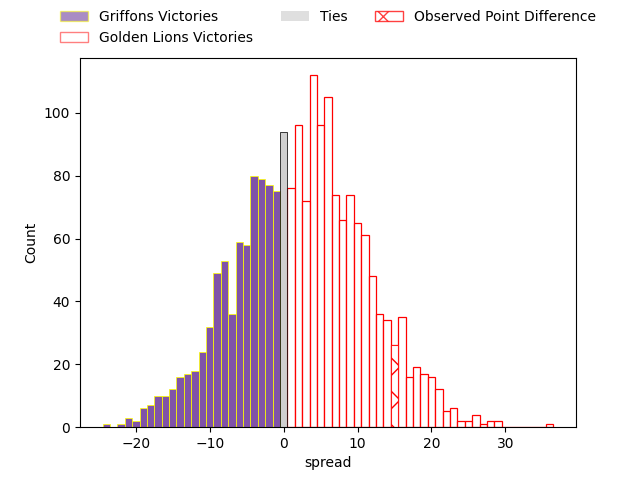 Griffons Victories
Golden Lions Victories
Ties
Observed Point Difference
Count
100
80
60
40
20
0
−20 −10 0 10 20 30
spread